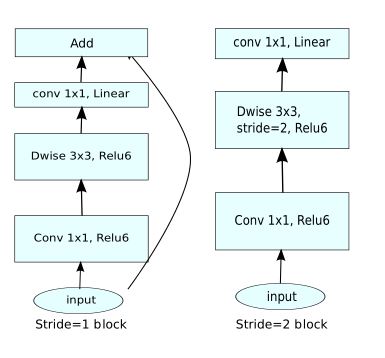 Add
conv 1x1, Linear
Dwise 3x3, Relu6
Conv 1x1, Relu6
input
Stride=1 block
conv 1x1, Linear
Dwise 3x3,
stride=2, Relu6
Conv 1x1, Relu6
input
Stride=2 block